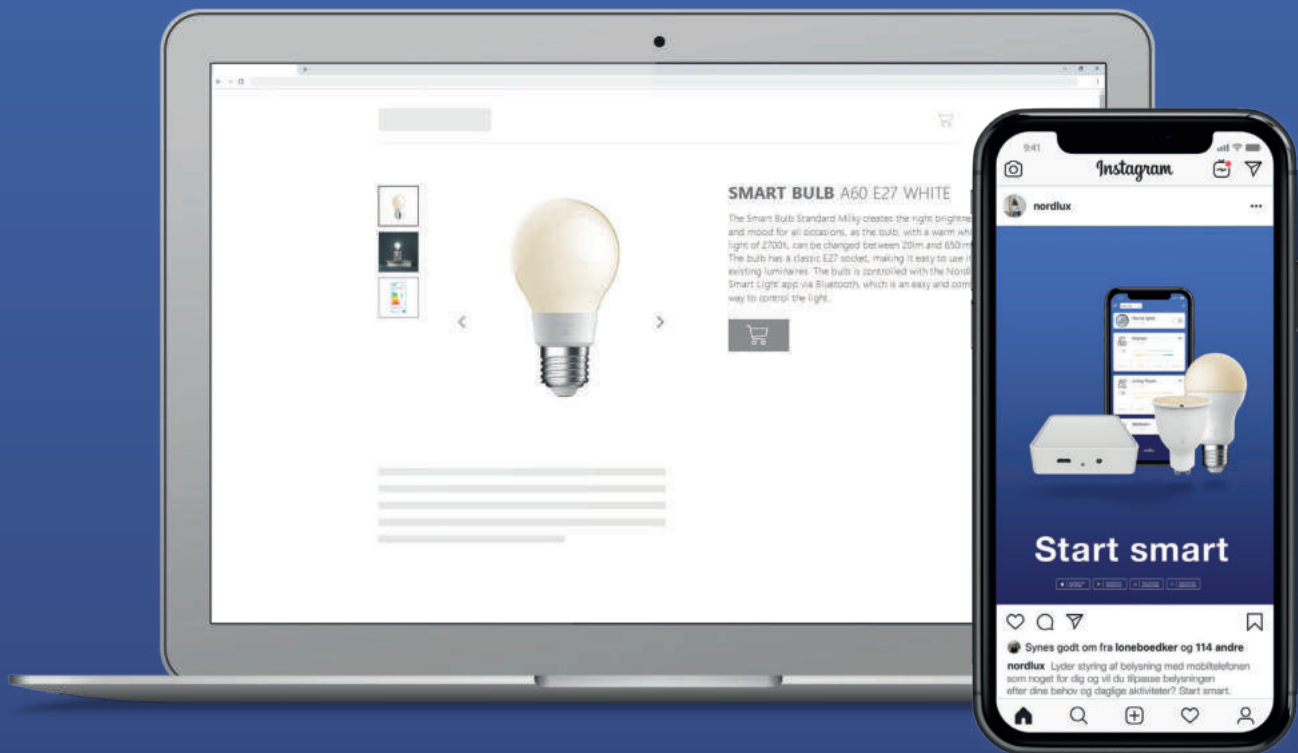 SMART BULB A60 E27 WHITE
The Smart Bulb Standard Milky creates the right
and mood for all occasions, as the bulb, with a warm
light of 2700k, can be changed between 20lm and 650lm
The bulb has a classic E27 socket, making it easy to use
existing luminaires. The bulb is controlled with the
Smart Light app via Bluetooth, which is an easy and
way to control the light.
9:41
Instagram
nordlux
Start smart
Synes godt om fra loneboedker og 114 andre
nordlux Lyder styring af belysning med mobiltelefonen
som noget for dig og vil du tilpasse belysningen
efter dine behov og daglige aktiviteter? Start smart.